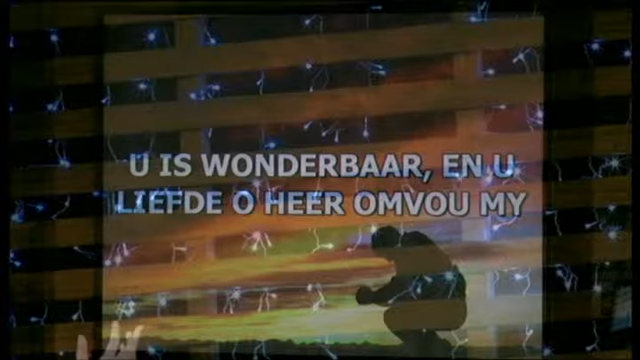 U IS WONDERBAAR, EN U
LIEFDE O HEER OMVOU MY